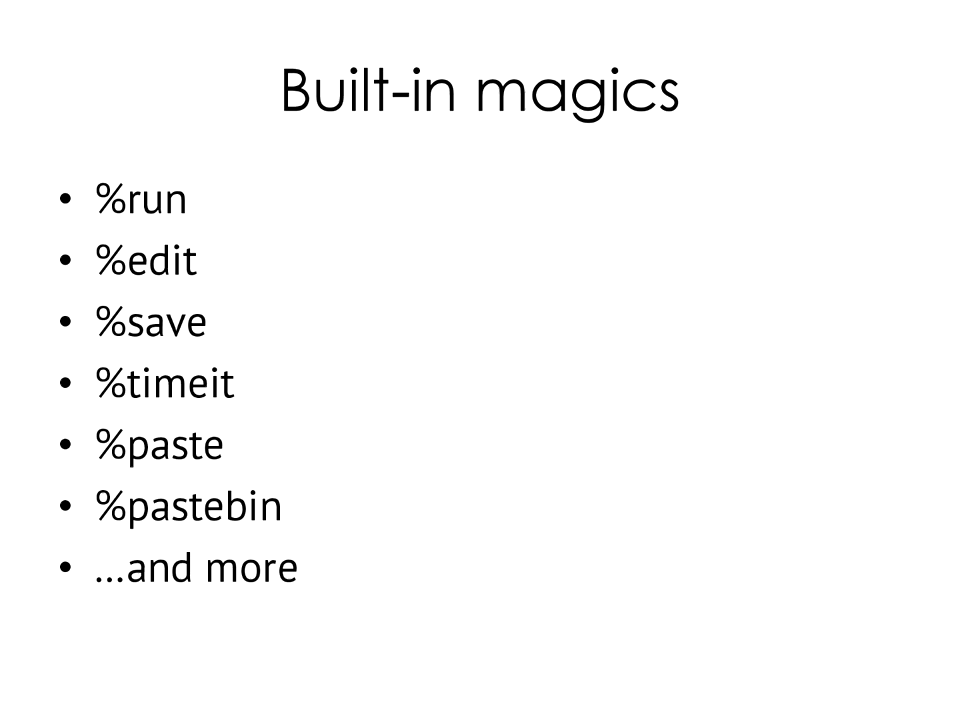 Built-in magics
• %run
• %edit
• %save
• %timeit
• %paste
• %pastebin
• …and more